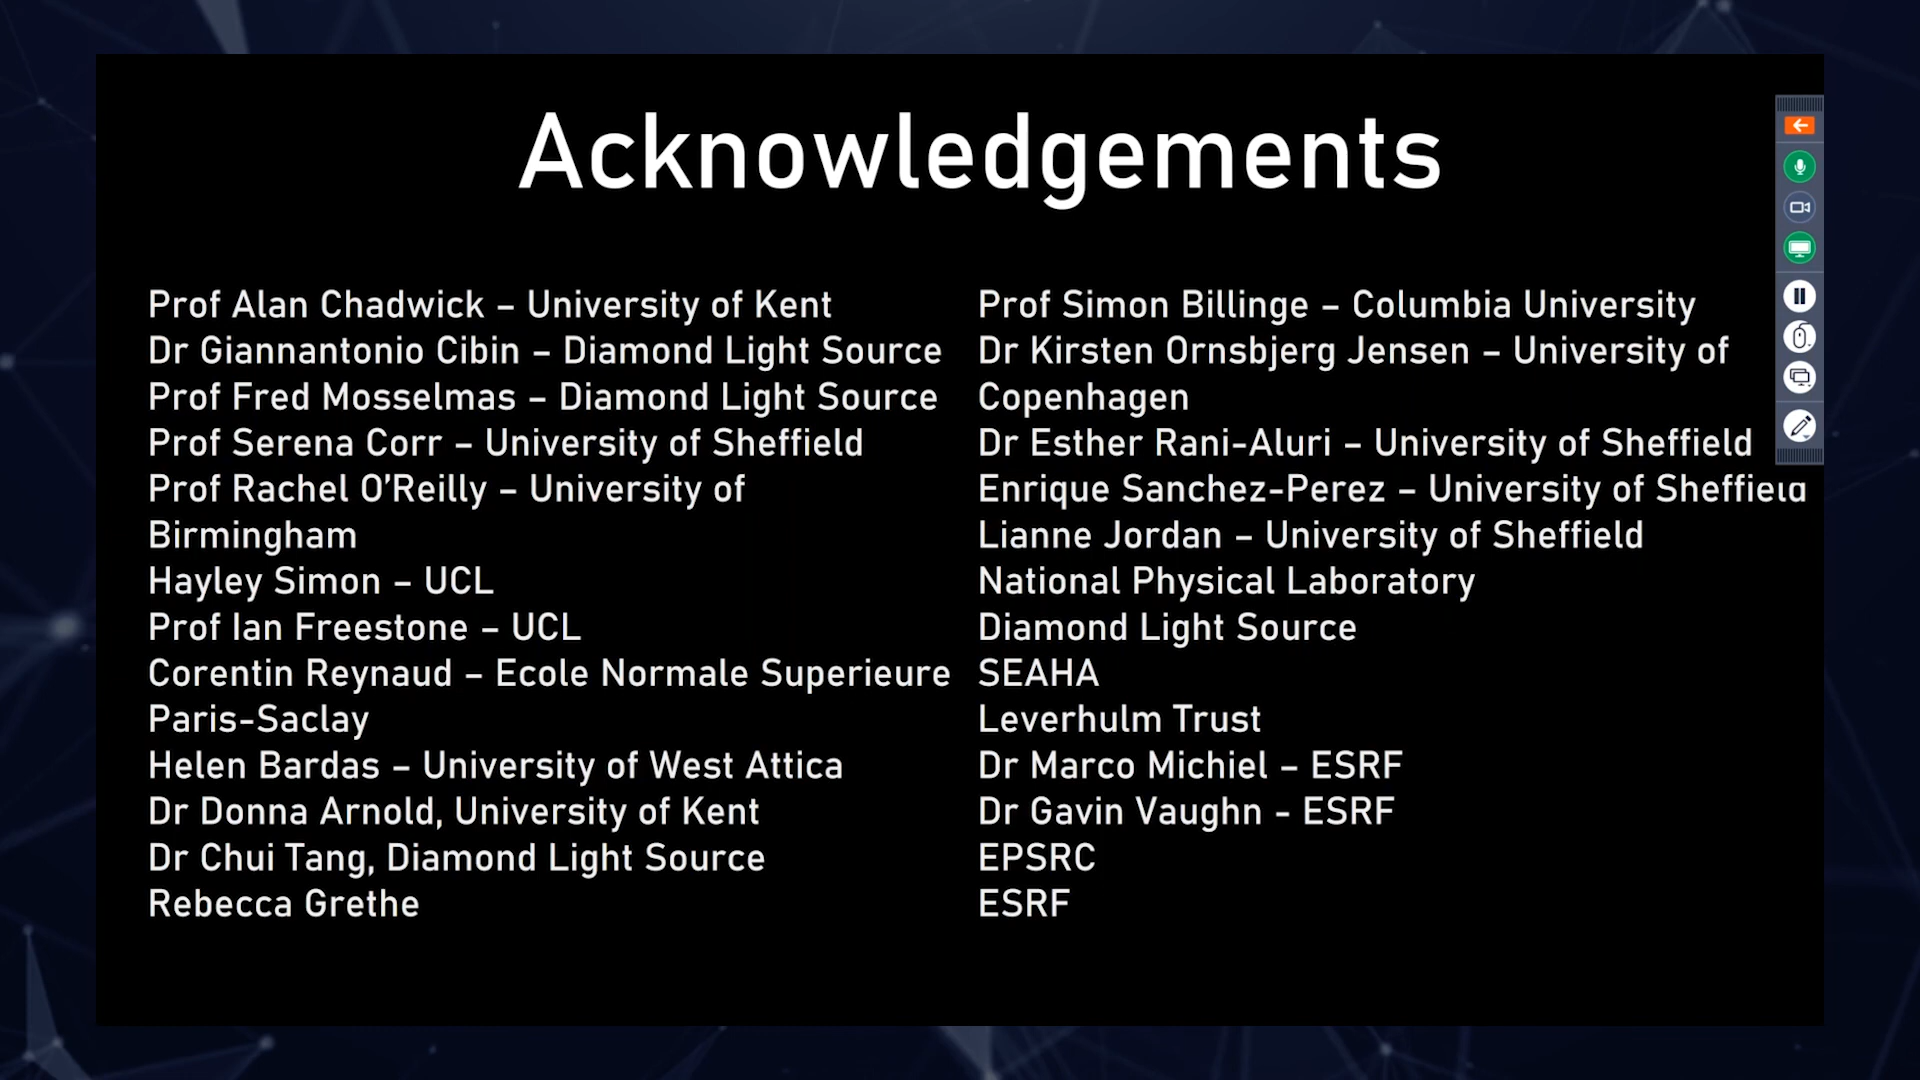 Acknowledgements
Prof Alan Chadwick – University of Kent
Dr Giannantonio Cibin – Diamond Light Source
Prof Fred Mosselmas – Diamond Light Source
Prof Serena Corr – University of Sheffield
Prof Rachel O’Reilly – University of
Birmingham
Hayley Simon – UCL
Prof Ian Freestone – UCL
Corentin Reynaud – Ecole Normale Superieure
Paris-Saclay
Helen Bardas – University of West Attica
Dr Donna Arnold, University of Kent
Dr Chui Tang, Diamond Light Source
Rebecca Grethe
Prof Simon Billinge – Columbia University
Dr Kirsten Ornsbjerg Jensen – University of
Copenhagen
Dr Esther Rani-Aluri – University of Sheffield
Enrique Sanchez-Perez – University of Sheffield
Lianne Jordan – University of Sheffield
National Physical Laboratory
Diamond Light Source
SEAHA
Leverhulm Trust
Dr Marco Michiel – ESRF
Dr Gavin Vaughn - ESRF
EPSRC
ESRF